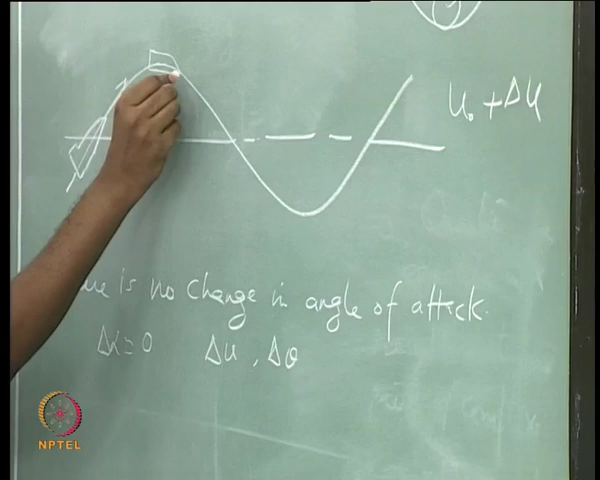 u₀ + Δu
is no change in angle of attack.
Δα = 0 Δu, Δθ
NPTEL